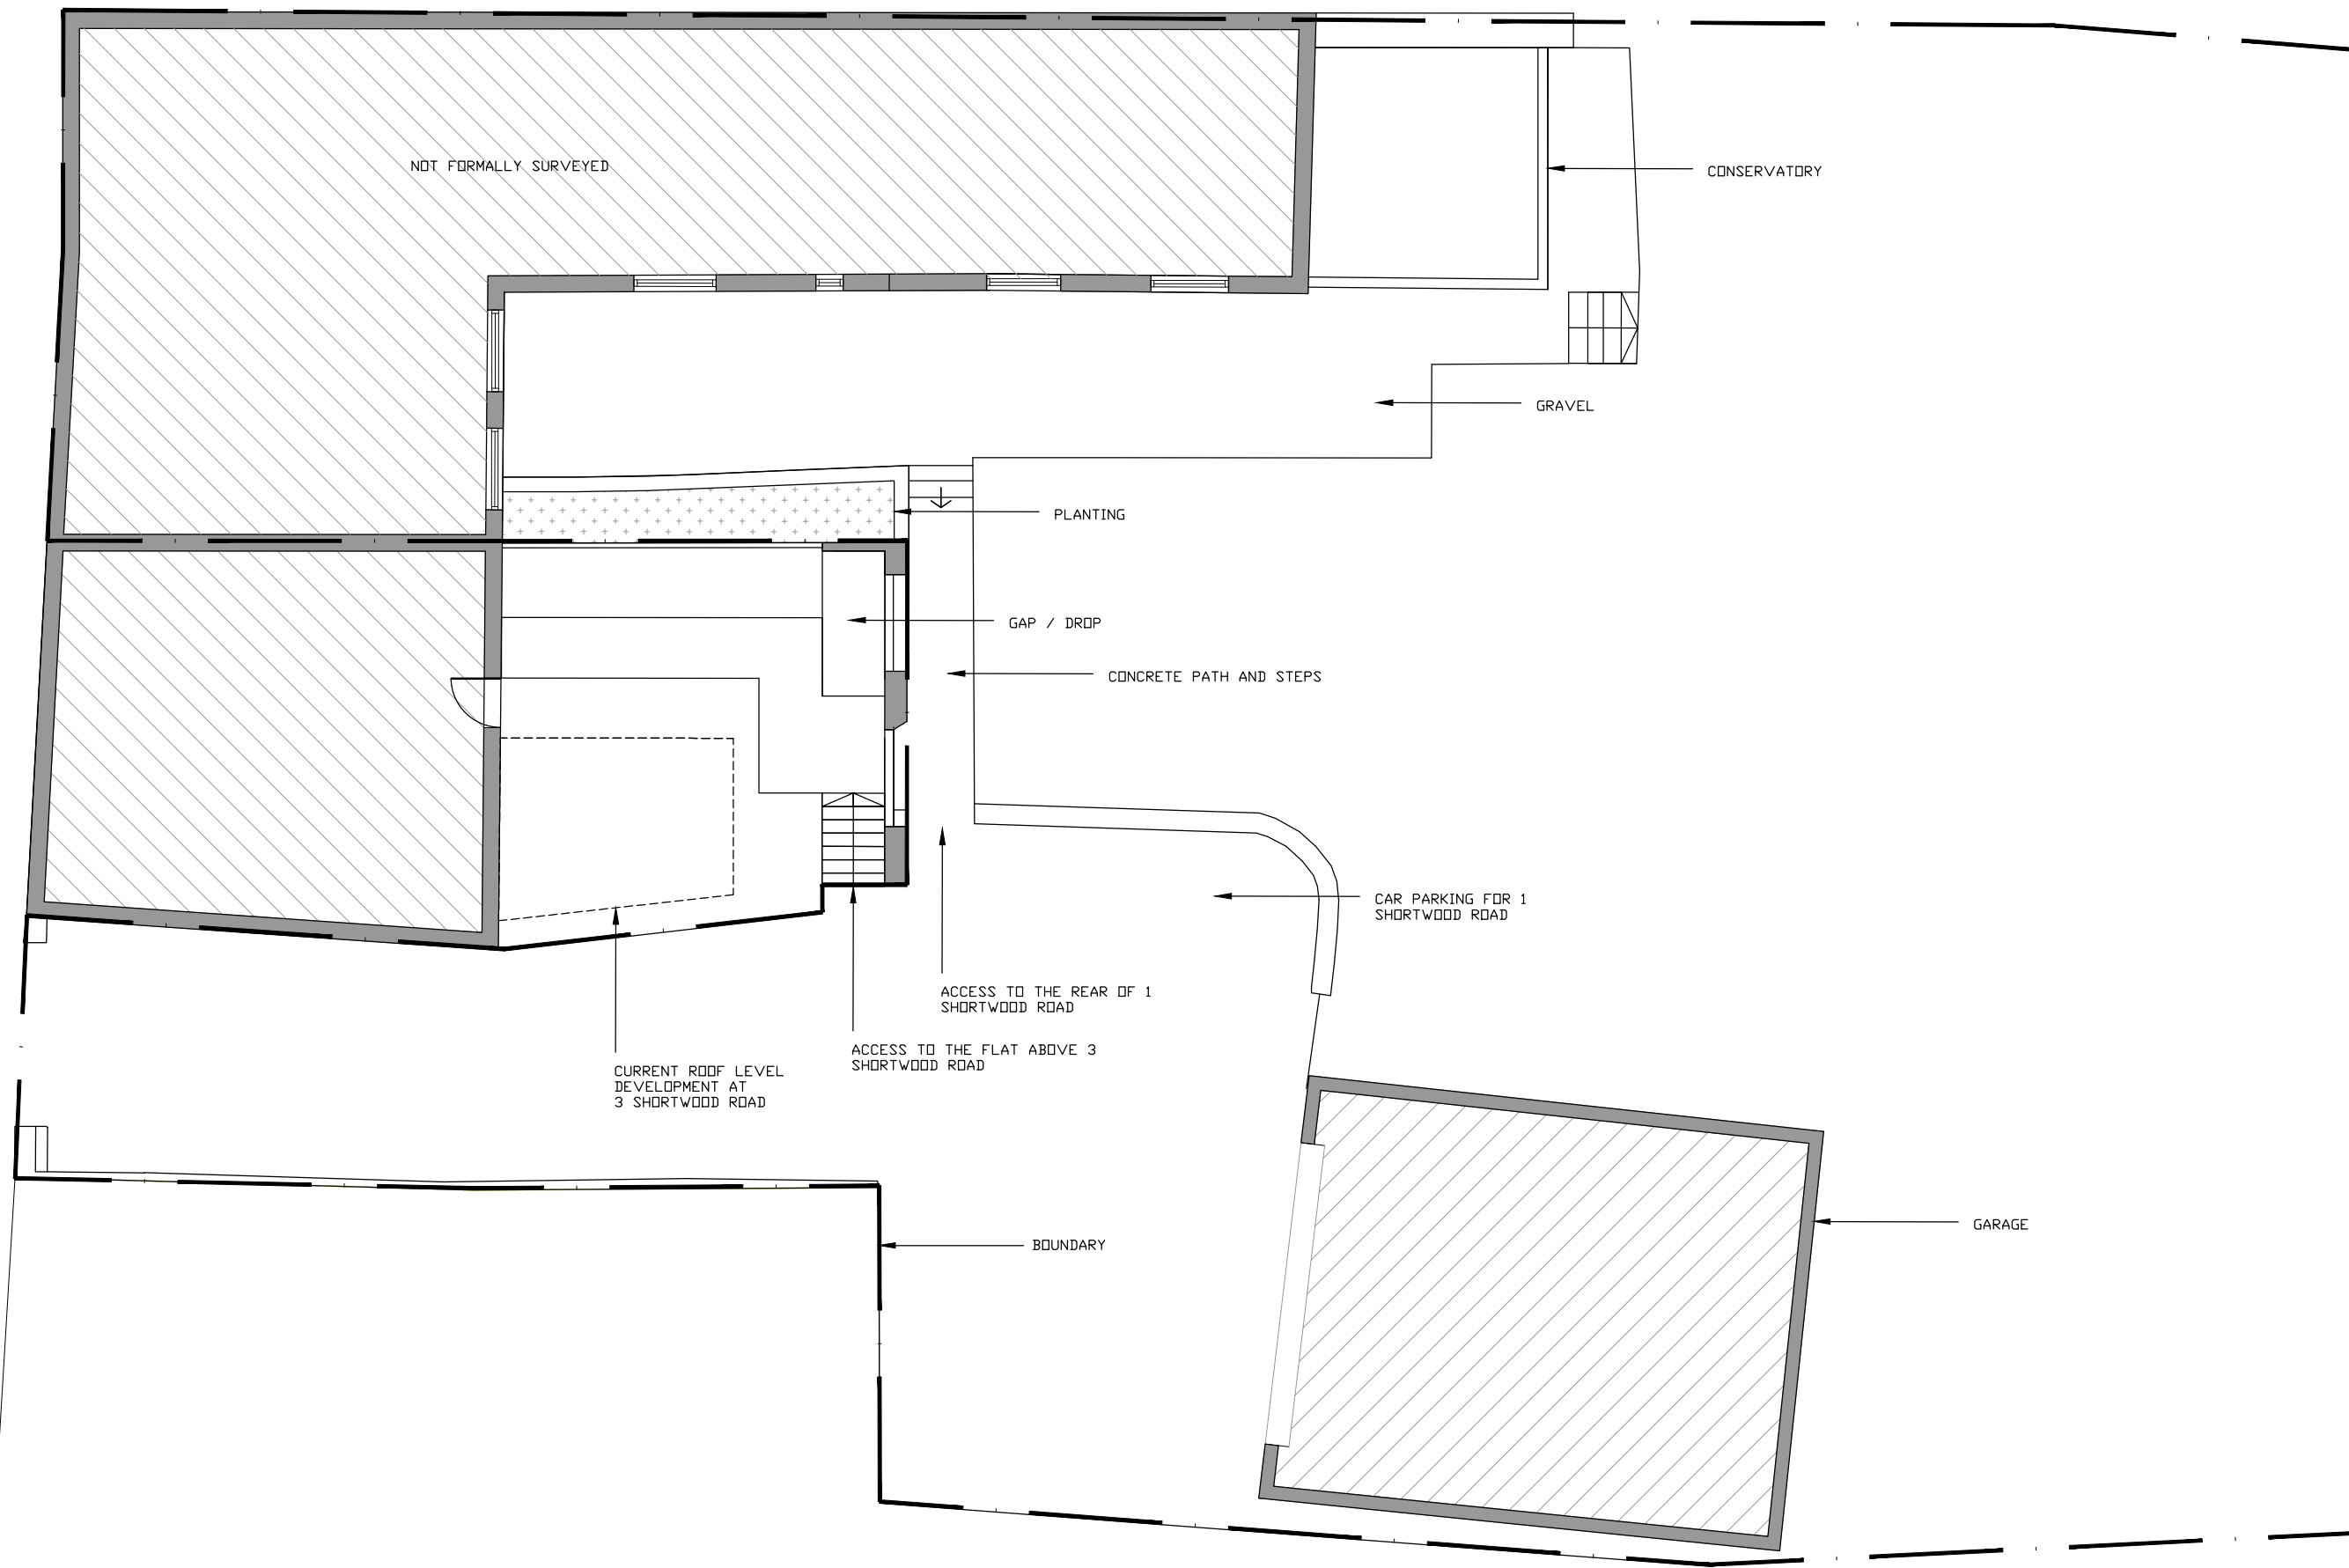 NOT FORMALLY SURVEYED
CONSERVATORY
GRAVEL
PLANTING
GAP / DROP
CONCRETE PATH AND STEPS
CAR PARKING FOR 1
SHORTWOOD ROAD
ACCESS TO THE REAR OF 1
SHORTWOOD ROAD
ACCESS TO THE FLAT ABOVE 3
SHORTWOOD ROAD
CURRENT ROOF LEVEL
DEVELOPMENT AT
3 SHORTWOOD ROAD
GARAGE
BOUNDARY